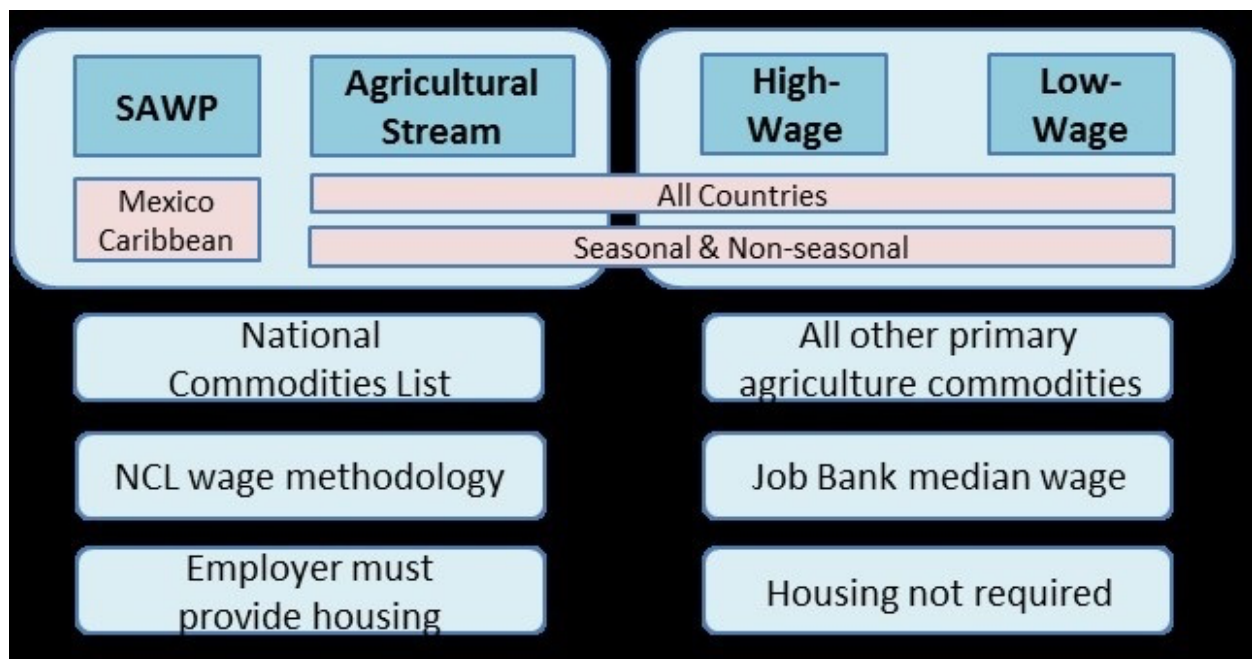 SAWP
Agricultural
Stream
High-
Wage
Low-
Wage
Mexico
Caribbean
All Countries
Seasonal & Non-seasonal
National
Commodities List
All other primary
agriculture commodities
NCL wage methodology
Job Bank median wage
Employer must
provide housing
Housing not required